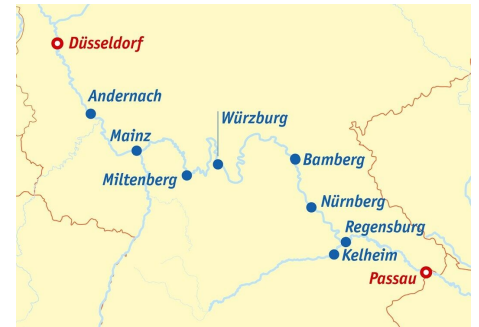 Düsseldorf
Andernach
Würzburg
Mainz
Bamberg
Miltenberg
Nürnberg
Regensburg
Kelheim
Passau